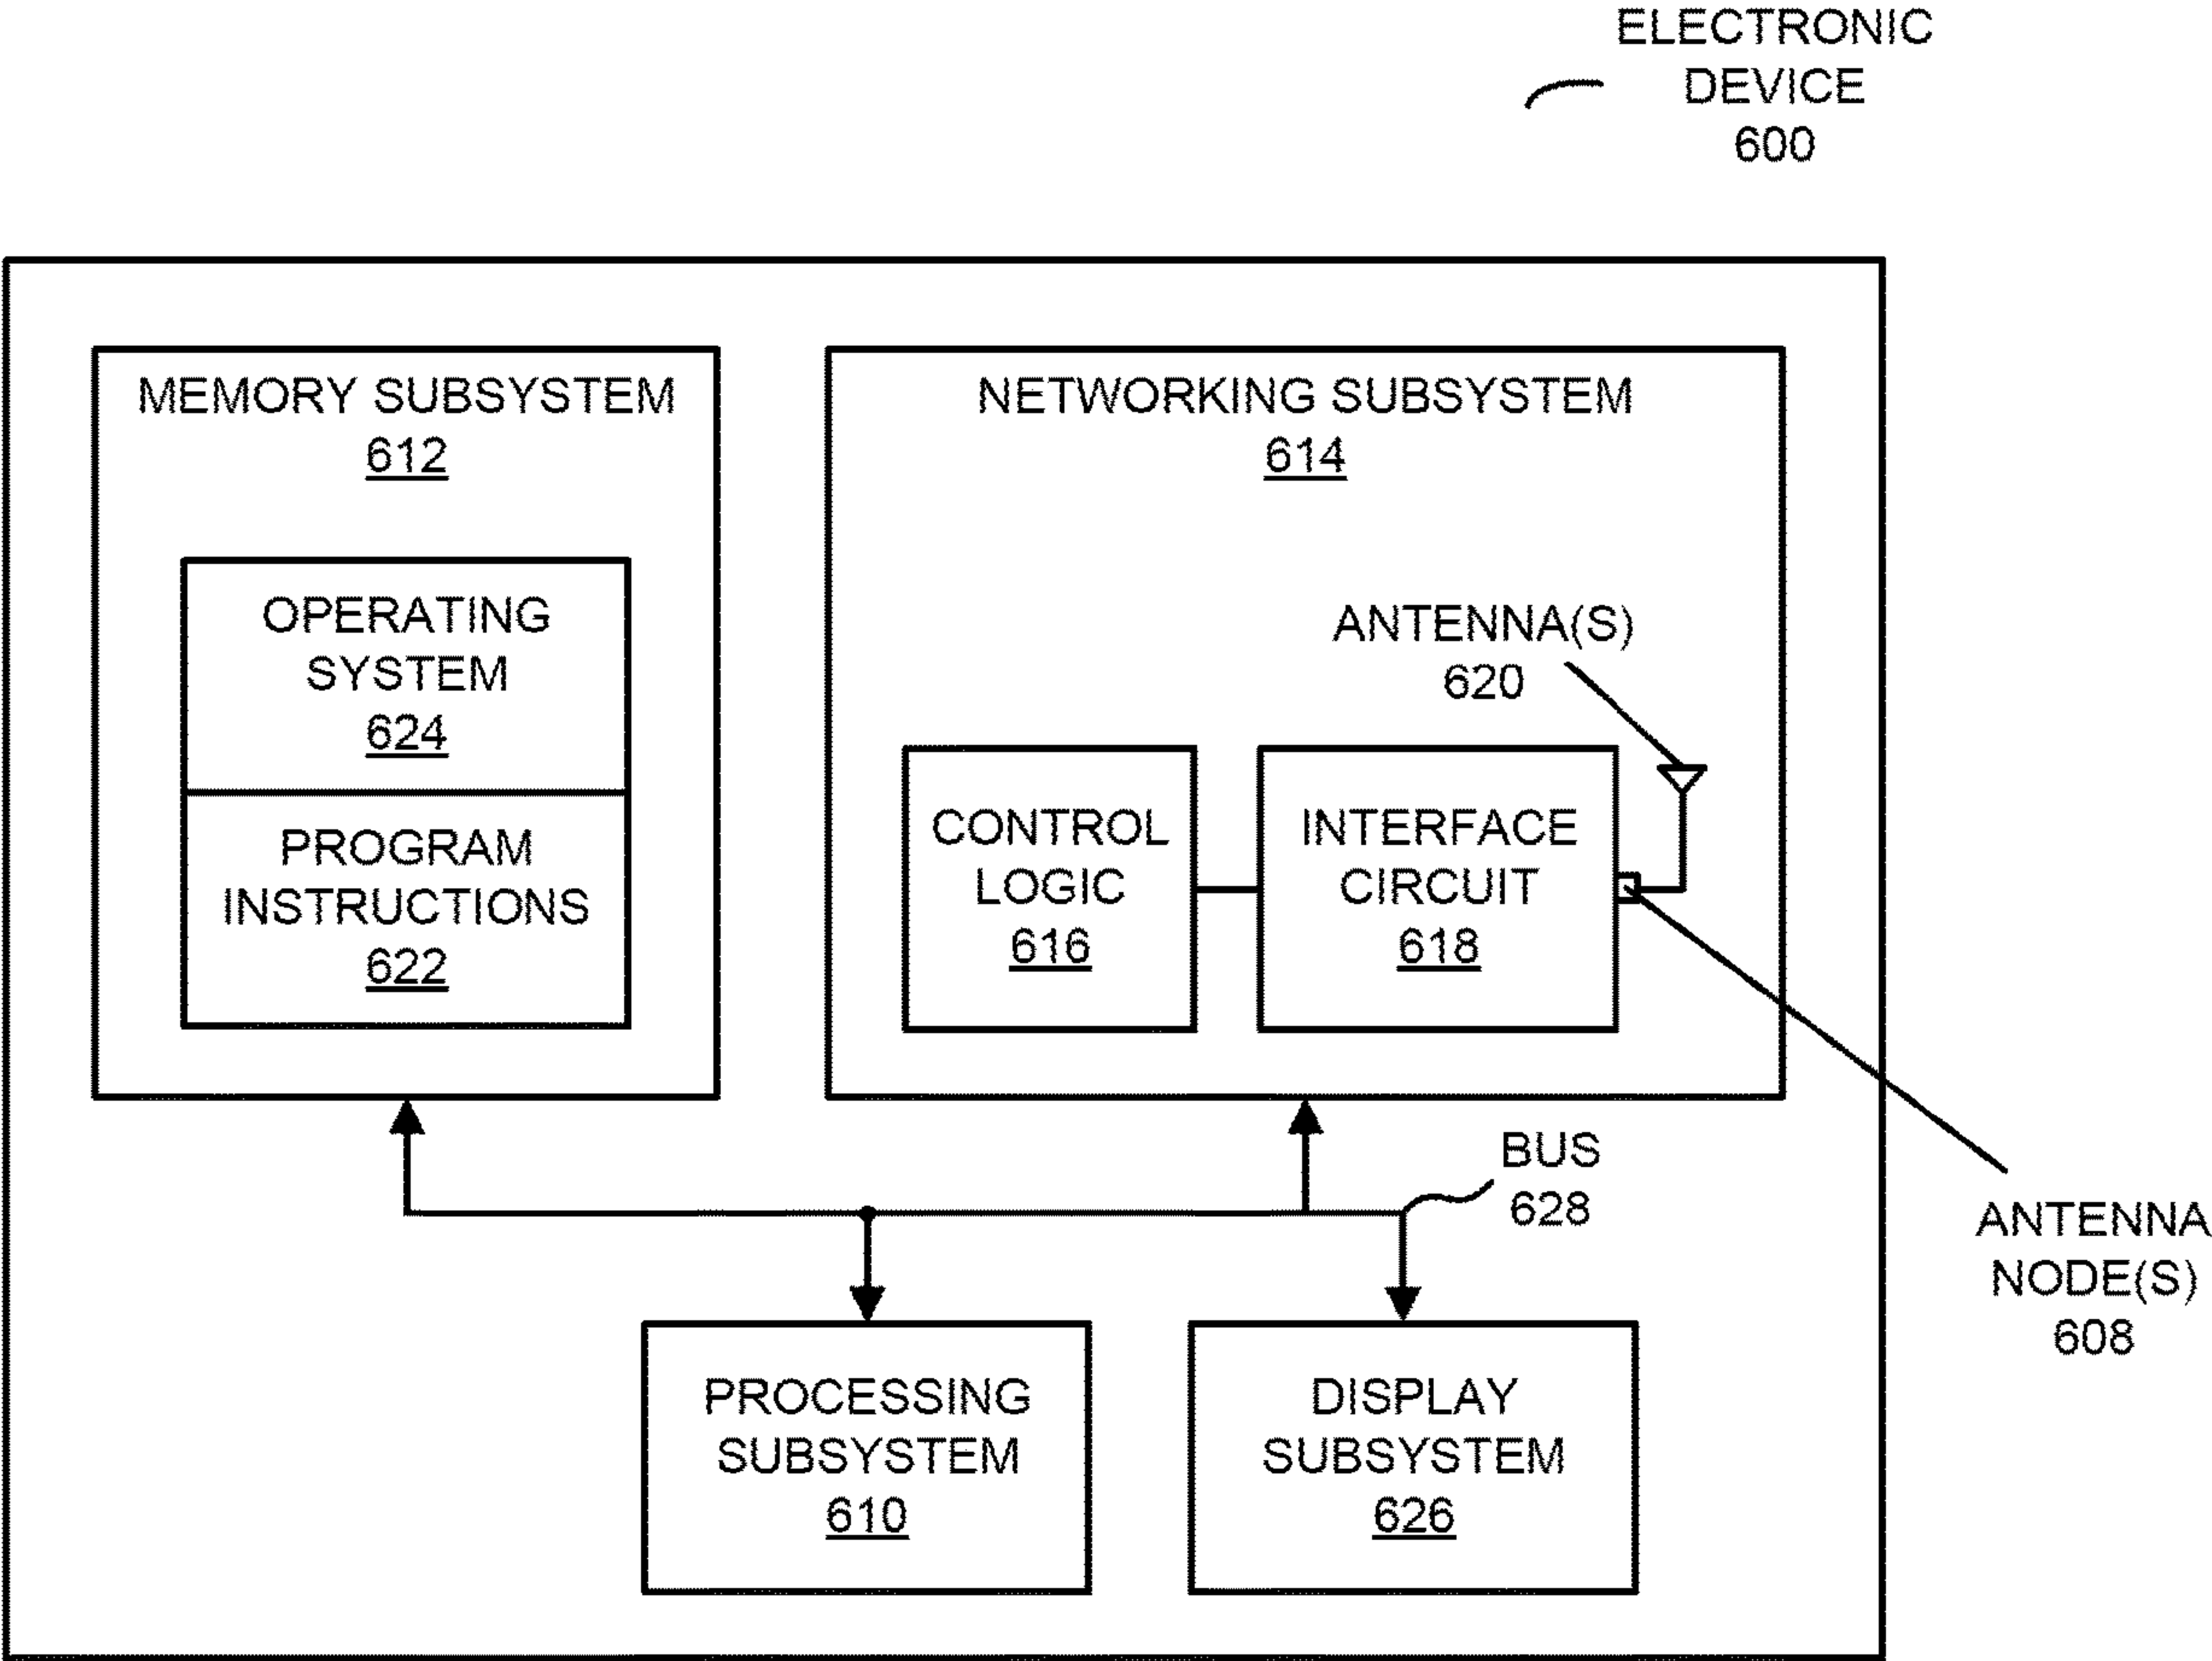 ELECTRONIC
DEVICE
600
MEMORY SUBSYSTEM
612
OPERATING
SYSTEM
624
PROGRAM
INSTRUCTIONS
622
NETWORKING SUBSYSTEM
614
ANTENNA(S)
620
CONTROL
LOGIC
616
INTERFACE
CIRCUIT
618
BUS
628
ANTENNA
NODE(S)
608
PROCESSING
SUBSYSTEM
610
DISPLAY
SUBSYSTEM
626